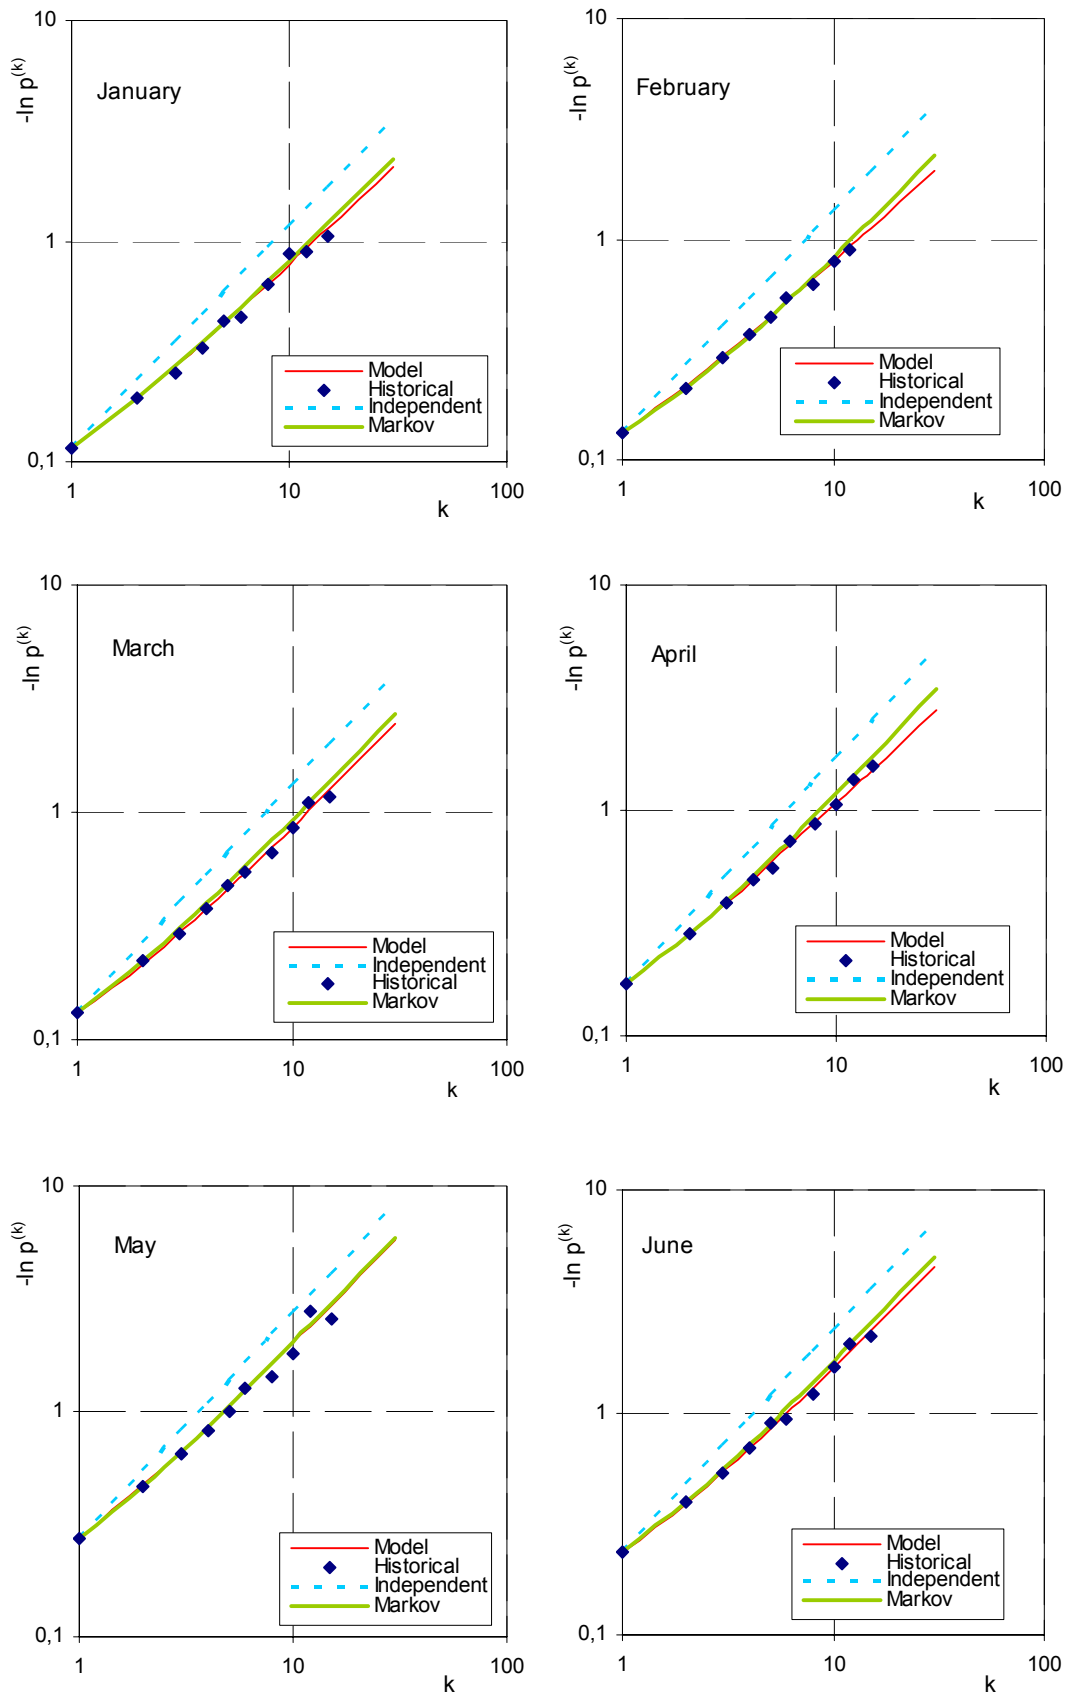 10
-ln p(k)
January
1
Model
Historical
Independent
Markov
0,1
1
10
100
k
10
-ln p(k)
February
1
Model
Historical
Independent
Markov
0,1
1
10
100
k
10
-ln p(k)
March
1
Model
Independent
Historical
Markov
0,1
1
10
100
k
10
-ln p(k)
April
1
Model
Historical
Independent
Markov
0,1
1
10
100
k
10
-ln p(k)
May
1
Model
Historical
Independent
Markov
0,1
1
10
100
k
10
-ln p(k)
June
1
Model
Historical
Independent
Markov
0,1
1
10
100
k